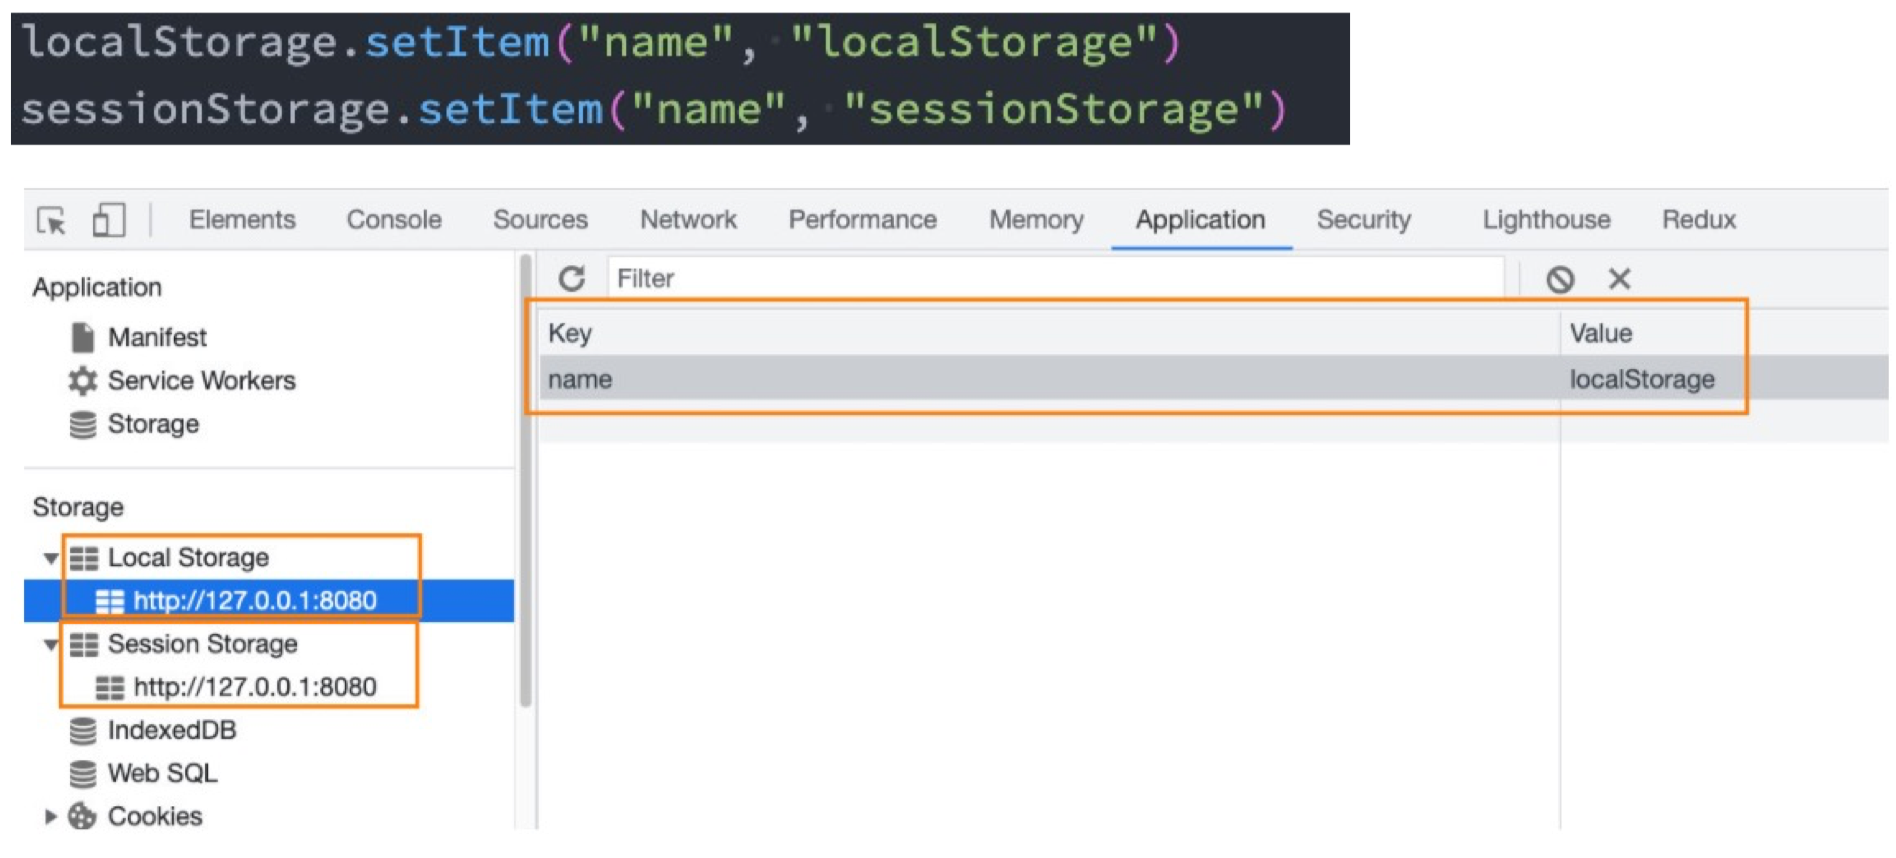 localStorage.setItem("name", "localStorage")
sessionStorage.setItem("name", "sessionStorage")
Elements Console Sources Network Performance Memory Application Security Lighthouse Redux
Application
Manifest
Service Workers
Storage
Storage
Local Storage
http://127.0.0.1:8080
Session Storage
http://127.0.0.1:8080
IndexedDB
Web SQL
Cookies
Filter
Key Value
name localStorage